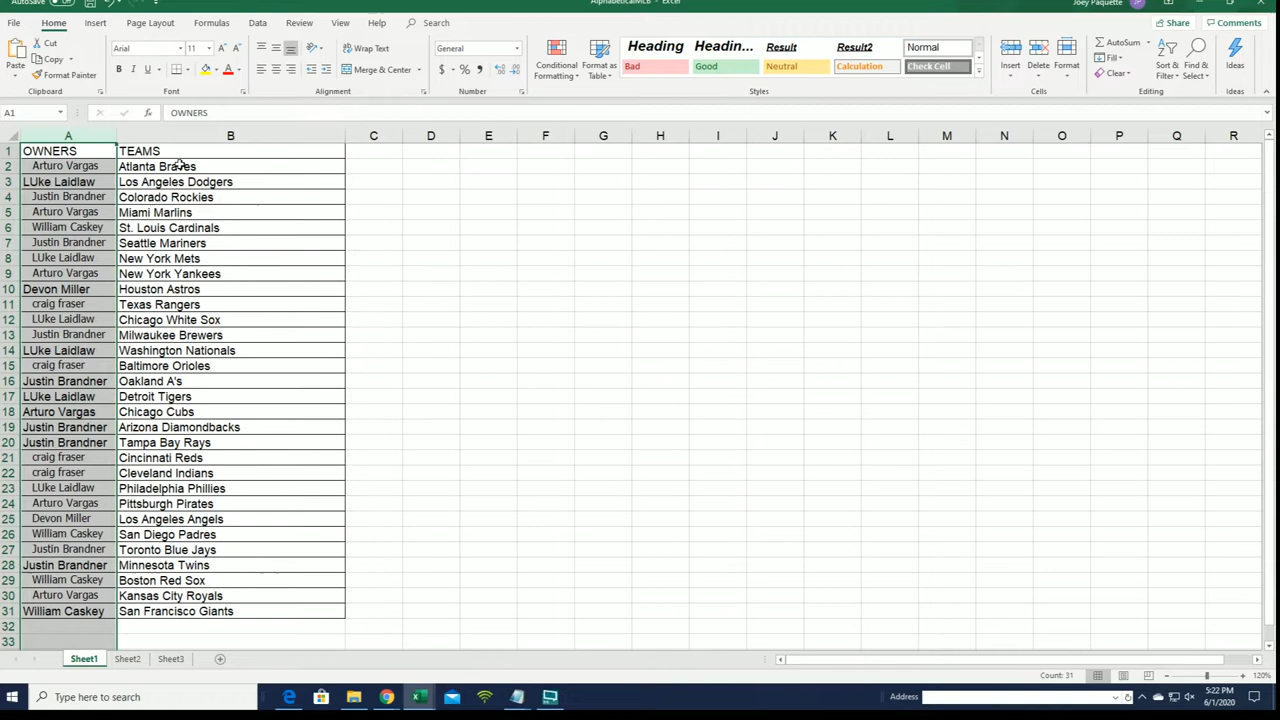 AlphabeticalMLB - Excel
Joey Paquette
File Home Insert Page Layout Formulas Data Review View Help Search Share Comments
Cut
Copy
Format Painter
Paste
Arial 11
B I U A
Wrap Text
Merge & Center
General
$ % ,
Conditional Formatting
Format as Table
Heading Headin... Result Result2 Normal
Bad Good Neutral Calculation Check Cell
Insert Delete Format
AutoSum
Fill
Clear
Sort & Filter
Find & Select
Ideas
Clipboard Font Alignment Number Styles Cells Editing Ideas
A1 fx OWNERS
A B C D E F G H I J K L M N O P Q R
1 OWNERS TEAMS
2 Arturo Vargas Atlanta Braves
3 LUke Laidlaw Los Angeles Dodgers
4 Justin Brandner Colorado Rockies
5 Arturo Vargas Miami Marlins
6 William Caskey St. Louis Cardinals
7 Justin Brandner Seattle Mariners
8 LUke Laidlaw New York Mets
9 Arturo Vargas New York Yankees
10 Devon Miller Houston Astros
11 craig fraser Texas Rangers
12 LUke Laidlaw Chicago White Sox
13 Justin Brandner Milwaukee Brewers
14 LUke Laidlaw Washington Nationals
15 craig fraser Baltimore Orioles
16 Justin Brandner Oakland A's
17 LUke Laidlaw Detroit Tigers
18 Arturo Vargas Chicago Cubs
19 Justin Brandner Arizona Diamondbacks
20 Justin Brandner Tampa Bay Rays
21 craig fraser Cincinnati Reds
22 craig fraser Cleveland Indians
23 LUke Laidlaw Philadelphia Phillies
24 Arturo Vargas Pittsburgh Pirates
25 Devon Miller Los Angeles Angels
26 William Caskey San Diego Padres
27 Justin Brandner Toronto Blue Jays
28 Justin Brandner Minnesota Twins
29 William Caskey Boston Red Sox
30 Arturo Vargas Kansas City Royals
31 William Caskey San Francisco Giants
32
33
Sheet1 Sheet2 Sheet3
Count: 31 120%
Type here to search
Address
5:22 PM
6/1/2020